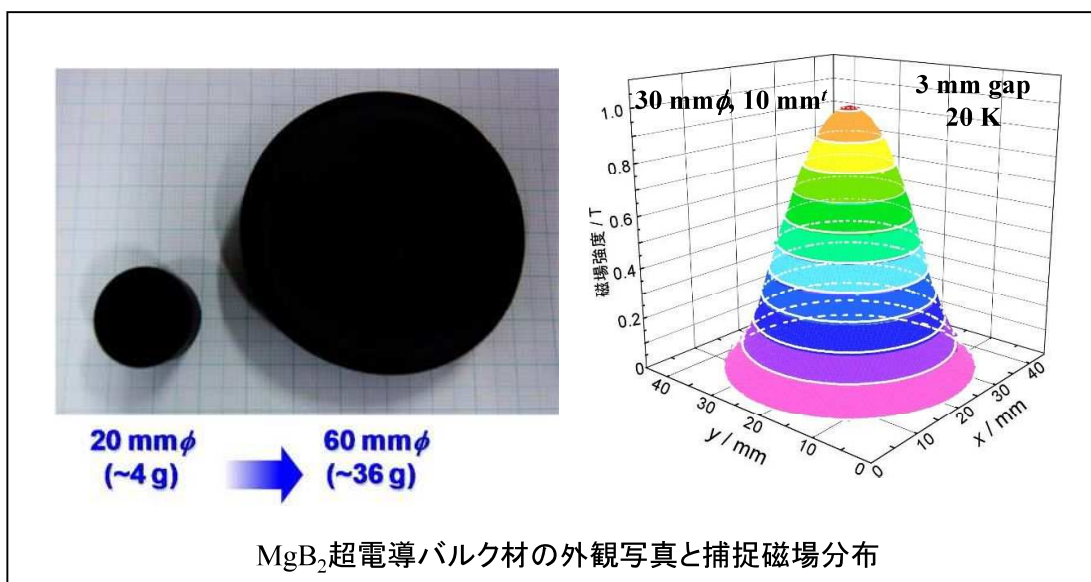 20 mmϕ
(~4 g)
60 mmϕ
(~36 g)
30 mmϕ, 10 mmᵗ
3 mm gap
20 K
磁場強度 / T
1.0
0.8
0.6
0.4
0.2
0
y / mm
40
30
20
10
0
x / mm
0
10
20
30
40
MgB₂超電導バルク材の外観写真と捕捉磁場分布